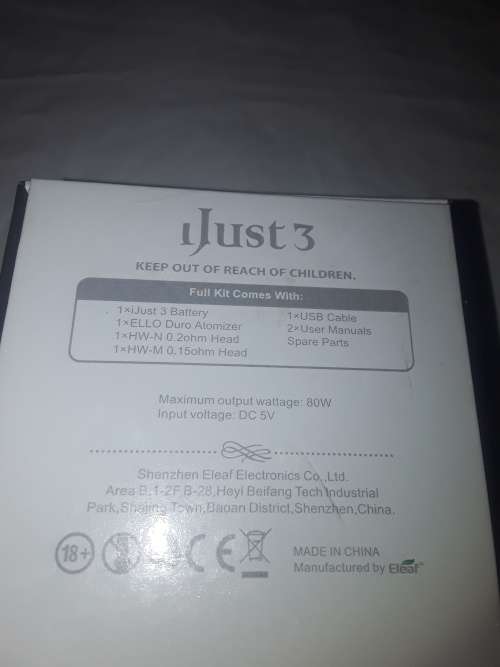 iJust 3
KEEP OUT OF REACH OF CHILDREN.
Full Kit Comes With:
1×iJust 3 Battery
1×ELLO Duro Atomizer
1×HW-N 0.2ohm Head
1×HW-M 0.15ohm Head
1×USB Cable
2×User Manuals
Spare Parts
Maximum output wattage: 80W
Input voltage: DC 5V
Shenzhen Eleaf Electronics Co.,Ltd.
Area B,1-2F,B-28,Heyi Beifang Tech Industrial
Park,Shajing Town,Baoan District,Shenzhen,China.
18+
CE
MADE IN CHINA
Manufactured by Eleaf